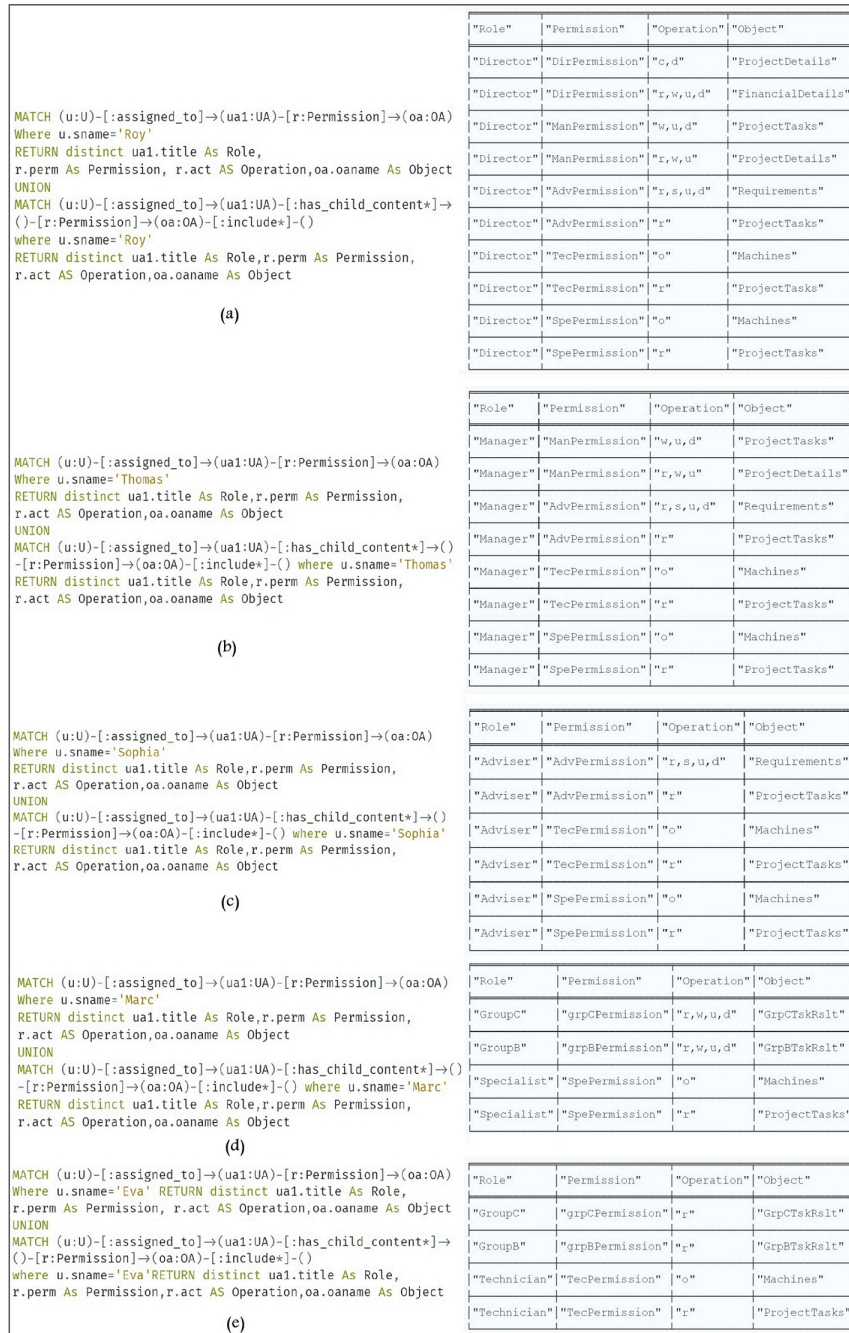 MATCH (u:U)-[:assigned_to]→(ua1:UA)-[r:Permission]→(oa:OA)
Where u.sname='Roy'
RETURN distinct ua1.title As Role,
r.perm As Permission, r.act AS Operation,oa.oaname As Object
UNION
MATCH (u:U)-[:assigned_to]→(ua1:UA)-[:has_child_content*]→
()-[r:Permission]→(oa:OA)-[:include*]-()
where u.sname='Roy'
RETURN distinct ua1.title As Role,r.perm As Permission,
r.act AS Operation,oa.oaname As Object
(a)
"Role" "Permission" "Operation" "Object"
"Director" "DirPermission" "c,d" "ProjectDetails"
"Director" "DirPermission" "r,w,u,d" "FinancialDetails"
"Director" "ManPermission" "w,u,d" "ProjectTasks"
"Director" "ManPermission" "r,w,u" "ProjectDetails"
"Director" "AdvPermission" "r,s,u,d" "Requirements"
"Director" "AdvPermission" "r" "ProjectTasks"
"Director" "TecPermission" "o" "Machines"
"Director" "TecPermission" "r" "ProjectTasks"
"Director" "SpePermission" "o" "Machines"
"Director" "SpePermission" "r" "ProjectTasks"
MATCH (u:U)-[:assigned_to]→(ua1:UA)-[r:Permission]→(oa:OA)
Where u.sname='Thomas'
RETURN distinct ua1.title As Role,r.perm As Permission,
r.act AS Operation,oa.oaname As Object
UNION
MATCH (u:U)-[:assigned_to]→(ua1:UA)-[:has_child_content*]→()
-[r:Permission]→(oa:OA)-[:include*]-() where u.sname='Thomas'
RETURN distinct ua1.title As Role,r.perm As Permission,
r.act AS Operation,oa.oaname As Object
(b)
"Role" "Permission" "Operation" "Object"
"Manager" "ManPermission" "w,u,d" "ProjectTasks"
"Manager" "ManPermission" "r,w,u" "ProjectDetails"
"Manager" "AdvPermission" "r,s,u,d" "Requirements"
"Manager" "AdvPermission" "r" "ProjectTasks"
"Manager" "TecPermission" "o" "Machines"
"Manager" "TecPermission" "r" "ProjectTasks"
"Manager" "SpePermission" "o" "Machines"
"Manager" "SpePermission" "r" "ProjectTasks"
MATCH (u:U)-[:assigned_to]→(ua1:UA)-[r:Permission]→(oa:OA)
Where u.sname='Sophia'
RETURN distinct ua1.title As Role,r.perm As Permission,
r.act AS Operation,oa.oaname As Object
UNION
MATCH (u:U)-[:assigned_to]→(ua1:UA)-[:has_child_content*]→()
-[r:Permission]→(oa:OA)-[:include*]-() where u.sname='Sophia'
RETURN distinct ua1.title As Role,r.perm As Permission,
r.act AS Operation,oa.oaname As Object
(c)
"Role" "Permission" "Operation" "Object"
"Adviser" "AdvPermission" "r,s,u,d" "Requirements"
"Adviser" "AdvPermission" "r" "ProjectTasks"
"Adviser" "TecPermission" "o" "Machines"
"Adviser" "TecPermission" "r" "ProjectTasks"
"Adviser" "SpePermission" "o" "Machines"
"Adviser" "SpePermission" "r" "ProjectTasks"
MATCH (u:U)-[:assigned_to]→(ua1:UA)-[r:Permission]→(oa:OA)
Where u.sname='Marc'
RETURN distinct ua1.title As Role,r.perm As Permission,
r.act AS Operation,oa.oaname As Object
UNION
MATCH (u:U)-[:assigned_to]→(ua1:UA)-[:has_child_content*]→()
-[r:Permission]→(oa:OA)-[:include*]-() where u.sname='Marc'
RETURN distinct ua1.title As Role,r.perm As Permission,
r.act AS Operation,oa.oaname As Object
(d)
"Role" "Permission" "Operation" "Object"
"GroupC" "grpCPermission" "r,w,u,d" "GrpCTskRslt"
"GroupB" "grpBPermission" "r,w,u,d" "GrpBTskRslt"
"Specialist" "SpePermission" "o" "Machines"
"Specialist" "SpePermission" "r" "ProjectTasks"
MATCH (u:U)-[:assigned_to]→(ua1:UA)-[r:Permission]→(oa:OA)
Where u.sname='Eva' RETURN distinct ua1.title As Role,
r.perm As Permission, r.act AS Operation,oa.oaname As Object
UNION
MATCH (u:U)-[:assigned_to]→(ua1:UA)-[:has_child_content*]→
()-[r:Permission]→(oa:OA)-[:include*]-()
where u.sname='Eva'RETURN distinct ua1.title As Role,
r.perm As Permission,r.act AS Operation,oa.oaname As Object
(e)
"Role" "Permission" "Operation" "Object"
"GroupC" "grpCPermission" "r" "GrpCTskRslt"
"GroupB" "grpBPermission" "r" "GrpBTskRslt"
"Technician" "TecPermission" "o" "Machines"
"Technician" "TecPermission" "r" "ProjectTasks"